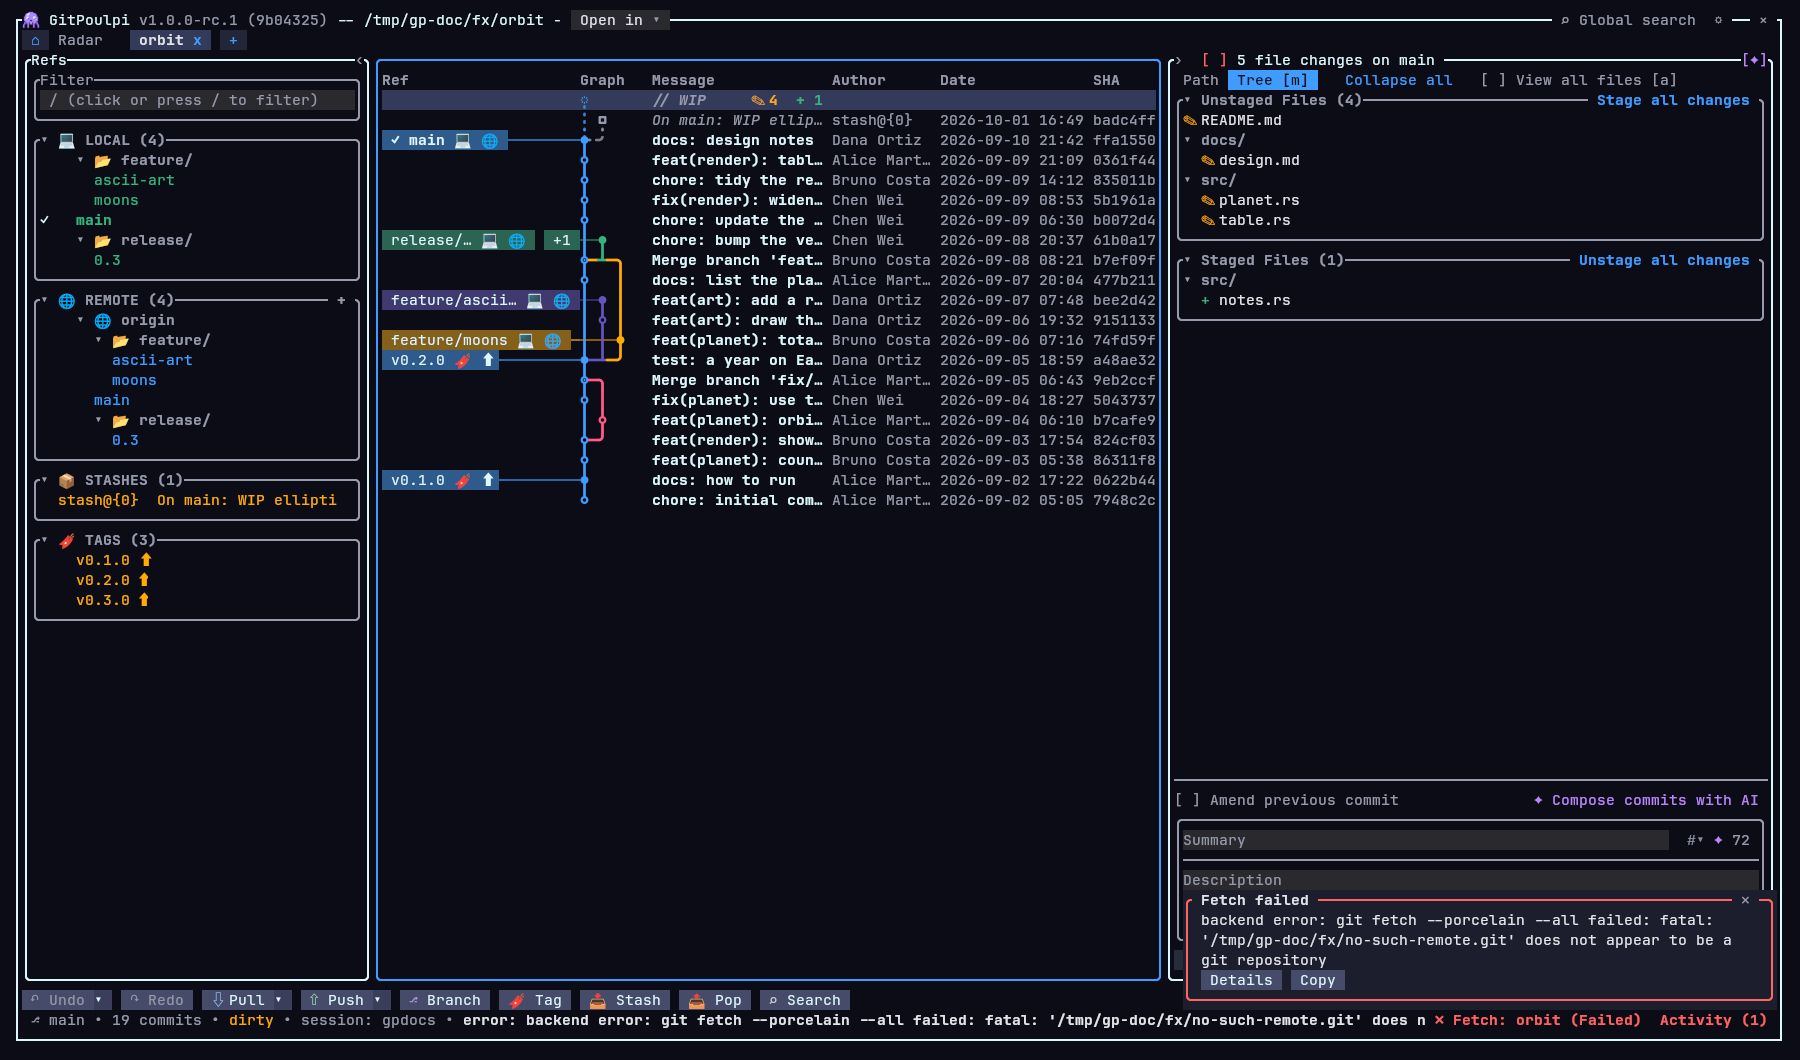 GitPoulpi v1.0.0-rc.1 (9b04325) -- /tmp/gp-doc/fx/orbit - Open in ▾ ⌕ Global search ⚙ — ×
⌂ Radar orbit x +
Refs ‹
Filter
/ (click or press / to filter)
▾ LOCAL (4)
▾ feature/
ascii-art
moons
✓ main
▾ release/
0.3
▾ REMOTE (4) +
▾ origin
▾ feature/
ascii-art
moons
main
▾ release/
0.3
▾ STASHES (1)
stash@{0} On main: WIP ellipti
▾ TAGS (3)
v0.1.0 ⬆
v0.2.0 ⬆
v0.3.0 ⬆
Ref Graph Message Author Date SHA
// WIP 4 + 1
On main: WIP ellip… stash@{0} 2026-10-01 16:49 badc4ff
✓ main docs: design notes Dana Ortiz 2026-09-10 21:42 ffa1550
feat(render): tabl… Alice Mart… 2026-09-09 21:09 0361f44
chore: tidy the re… Bruno Costa 2026-09-09 14:12 835011b
fix(render): widen… Chen Wei 2026-09-09 08:53 5b1961a
chore: update the … Chen Wei 2026-09-09 06:30 b0072d4
release/… +1 chore: bump the ve… Chen Wei 2026-09-08 20:37 61b0a17
Merge branch 'feat… Bruno Costa 2026-09-08 08:21 b7ef09f
docs: list the pla… Alice Mart… 2026-09-07 20:04 477b211
feature/ascii… feat(art): add a r… Dana Ortiz 2026-09-07 07:48 bee2d42
feat(art): draw th… Dana Ortiz 2026-09-06 19:32 9151133
feature/moons feat(planet): tota… Bruno Costa 2026-09-06 07:16 74fd59f
v0.2.0 ⬆ test: a year on Ea… Dana Ortiz 2026-09-05 18:59 a48ae32
Merge branch 'fix/… Alice Mart… 2026-09-05 06:43 9eb2ccf
fix(planet): use t… Chen Wei 2026-09-04 18:27 5043737
feat(planet): orbi… Alice Mart… 2026-09-04 06:10 b7cafe9
feat(render): show… Bruno Costa 2026-09-03 17:54 824cf03
feat(planet): coun… Bruno Costa 2026-09-03 05:38 86311f8
v0.1.0 ⬆ docs: how to run Alice Mart… 2026-09-02 17:22 0622b44
chore: initial com… Alice Mart… 2026-09-02 05:05 7948c2c
› [ ] 5 file changes on main [✦]
Path Tree [m] Collapse all [ ] View all files [a]
▾ Unstaged Files (4) Stage all changes
README.md
▾ docs/
design.md
▾ src/
planet.rs
table.rs
▾ Staged Files (1) Unstage all changes
▾ src/
+ notes.rs
[ ] Amend previous commit ✦ Compose commits with AI
Summary #▾ ✦ 72
Description
Fetch failed ×
backend error: git fetch --porcelain --all failed: fatal:
'/tmp/gp-doc/fx/no-such-remote.git' does not appear to be a
git repository
Details Copy
↶ Undo ▾ ↷ Redo ⇩ Pull ▾ ⇧ Push ▾ ⎇ Branch Tag Stash Pop ⌕ Search
⎇ main • 19 commits • dirty • session: gpdocs • error: backend error: git fetch --porcelain --all failed: fatal: '/tmp/gp-doc/fx/no-such-remote.git' does n × Fetch: orbit (Failed) Activity (1)